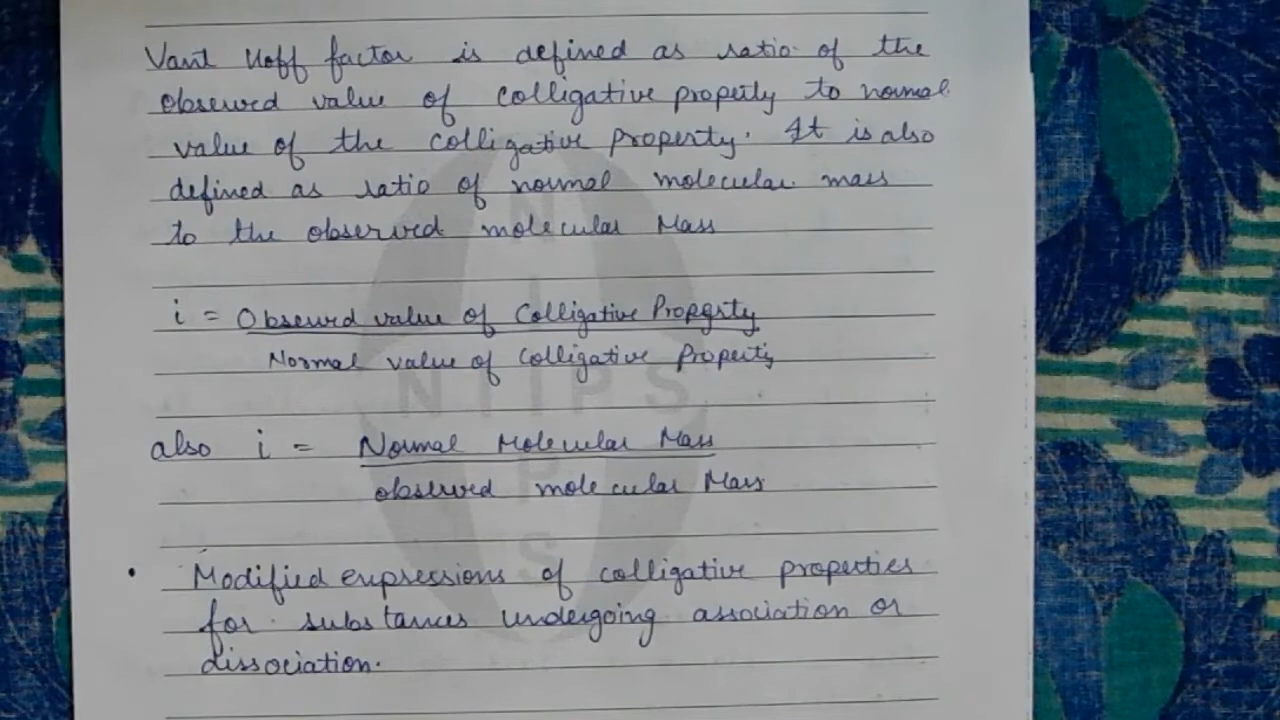 Vant Hoff factor is defined as ratio of the
observed value of colligative property to normal
value of the colligative property. It is also
defined as ratio of normal molecular mass
to the observed molecular Mass
i = Observed value of Colligative Property
Normal value of Colligative Property
also i = Normal Molecular Mass
observed molecular Mass
• Modified expressions of colligative properties
for substances undergoing association or
dissociation.
N
NIIPS
P
S